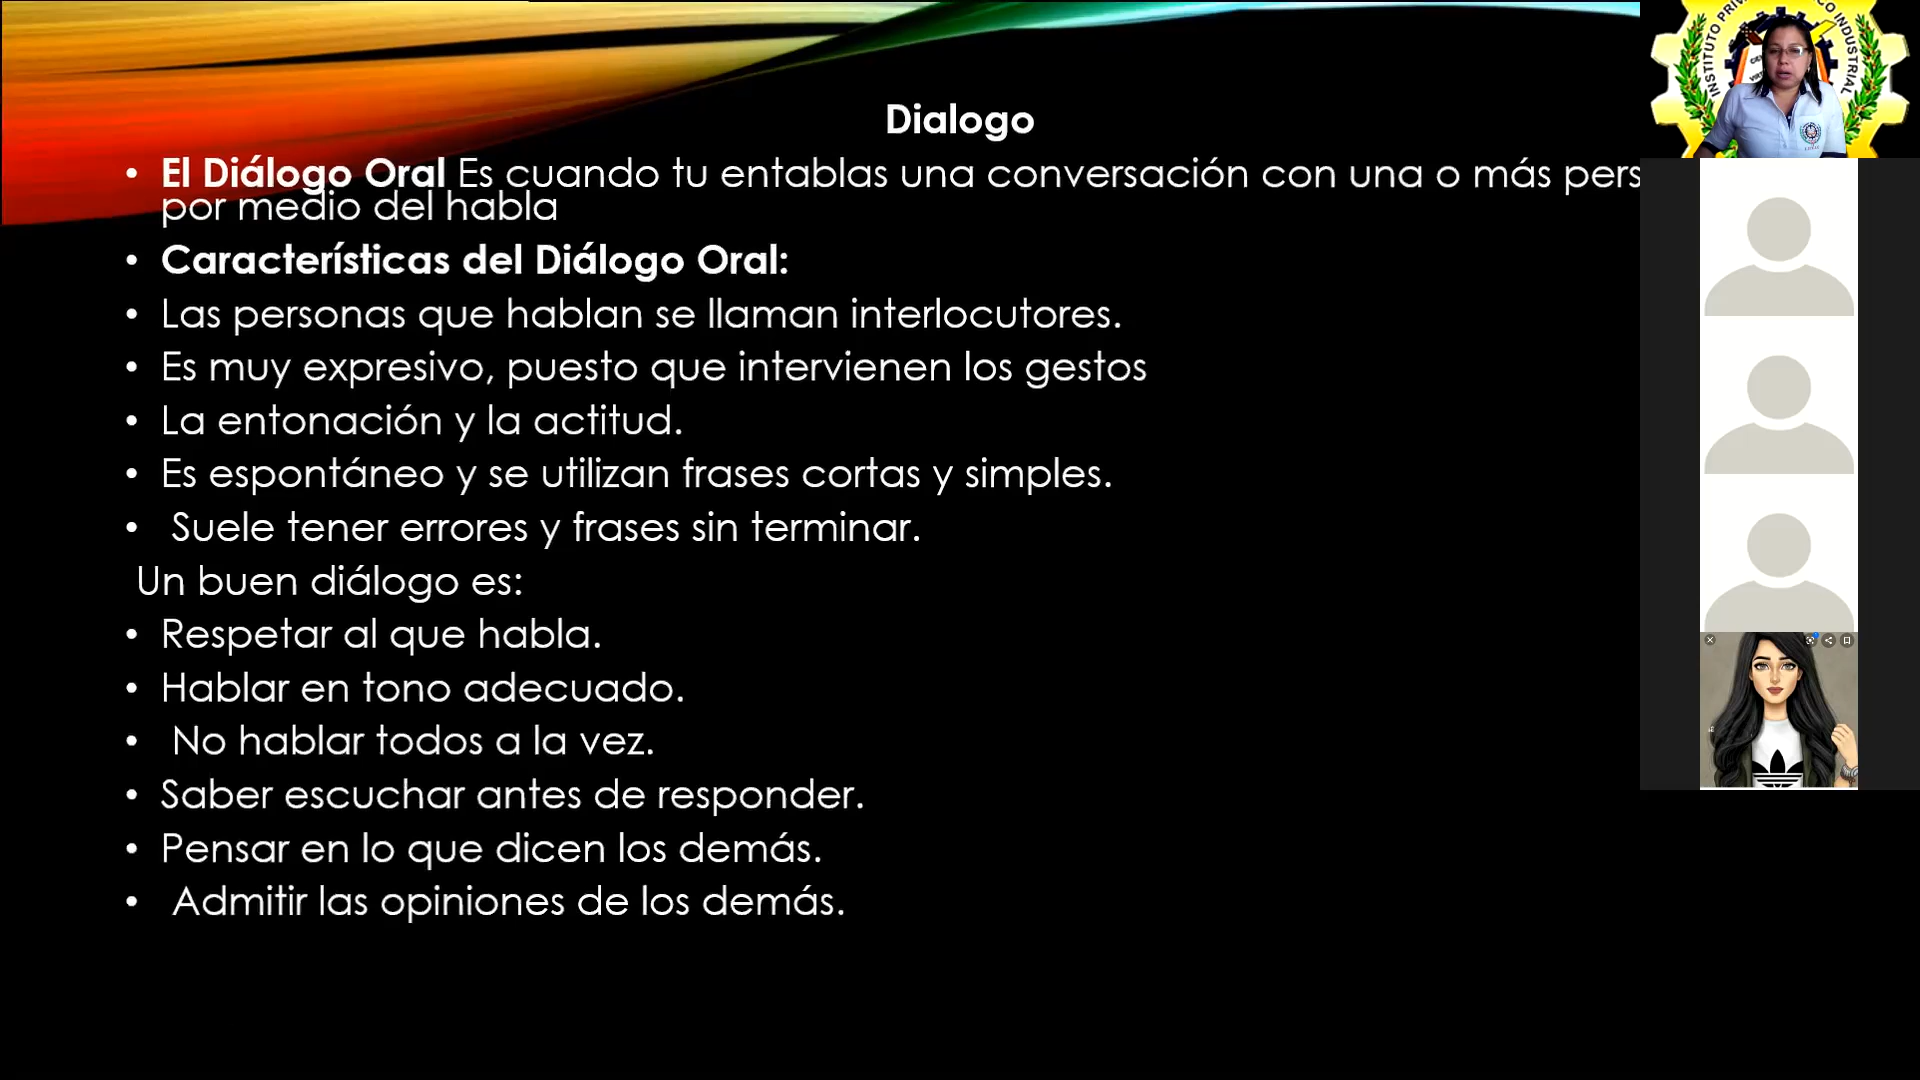 Dialogo
• El Diálogo Oral Es cuando tu entablas una conversación con una o más pers
por medio del habla
• Características del Diálogo Oral:
• Las personas que hablan se llaman interlocutores.
• Es muy expresivo, puesto que intervienen los gestos
• La entonación y la actitud.
• Es espontáneo y se utilizan frases cortas y simples.
• Suele tener errores y frases sin terminar.
Un buen diálogo es:
• Respetar al que habla.
• Hablar en tono adecuado.
• No hablar todos a la vez.
• Saber escuchar antes de responder.
• Pensar en lo que dicen los demás.
• Admitir las opiniones de los demás.
INSTITUTO PRIV
CO INDUSTRIAL